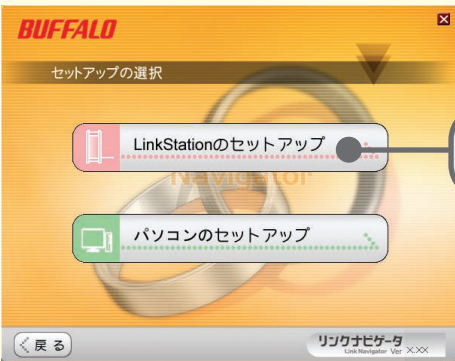 BUFFALO
セットアップの選択
LinkStationのセットアップ
Navigator
パソコンのセットアップ
戻る
リンクナビゲータ
Link Navigator Ver X.XX